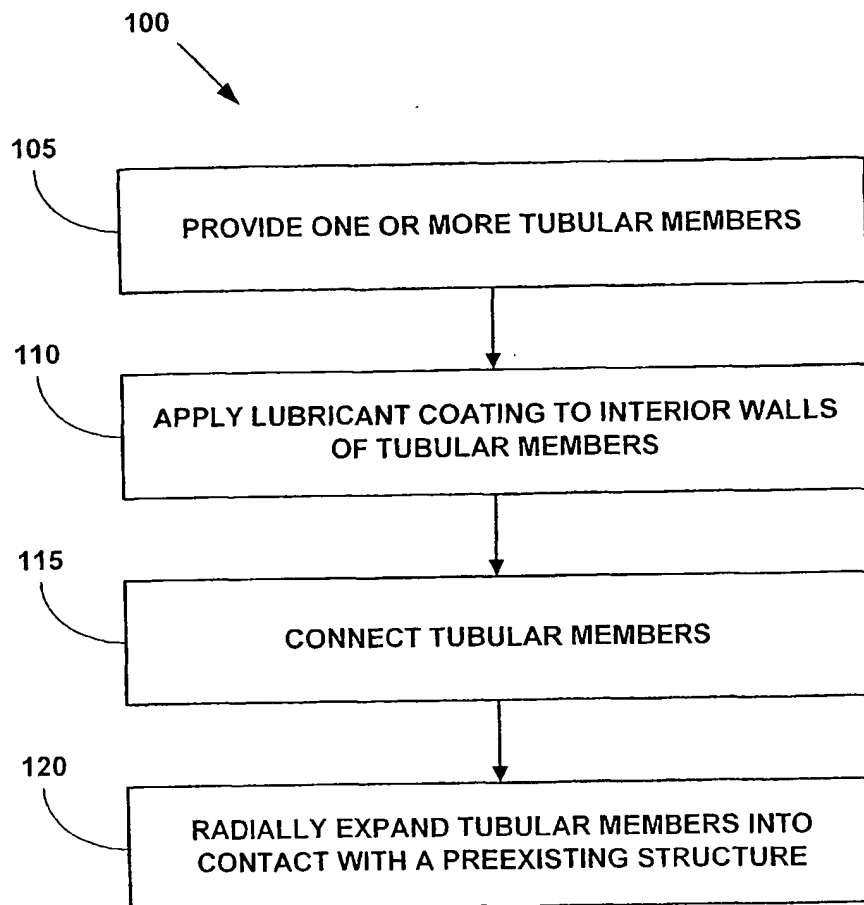 100
105
PROVIDE ONE OR MORE TUBULAR MEMBERS
110
APPLY LUBRICANT COATING TO INTERIOR WALLS
OF TUBULAR MEMBERS
115
CONNECT TUBULAR MEMBERS
120
RADIALLY EXPAND TUBULAR MEMBERS INTO
CONTACT WITH A PREEXISTING STRUCTURE